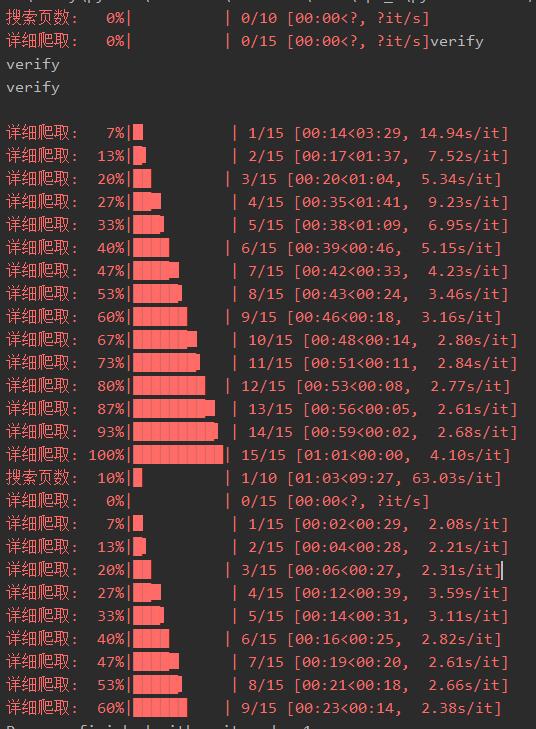 搜索页数:   0%|          | 0/10 [00:00<?, ?it/s]
详细爬取:   0%|          | 0/15 [00:00<?, ?it/s]verify
verify
verify
详细爬取:   7%|█         | 1/15 [00:14<03:29, 14.94s/it]
详细爬取:  13%|█▎        | 2/15 [00:17<01:37,  7.52s/it]
详细爬取:  20%|██        | 3/15 [00:20<01:04,  5.34s/it]
详细爬取:  27%|██▋       | 4/15 [00:35<01:41,  9.23s/it]
详细爬取:  33%|███▎      | 5/15 [00:38<01:09,  6.95s/it]
详细爬取:  40%|████      | 6/15 [00:39<00:46,  5.15s/it]
详细爬取:  47%|████▋     | 7/15 [00:42<00:33,  4.23s/it]
详细爬取:  53%|█████▎    | 8/15 [00:43<00:24,  3.46s/it]
详细爬取:  60%|██████    | 9/15 [00:46<00:18,  3.16s/it]
详细爬取:  67%|██████▋   | 10/15 [00:48<00:14,  2.80s/it]
详细爬取:  73%|███████▎  | 11/15 [00:51<00:11,  2.84s/it]
详细爬取:  80%|████████  | 12/15 [00:53<00:08,  2.77s/it]
详细爬取:  87%|████████▋ | 13/15 [00:56<00:05,  2.61s/it]
详细爬取:  93%|█████████▎| 14/15 [00:59<00:02,  2.68s/it]
详细爬取: 100%|██████████| 15/15 [01:01<00:00,  4.10s/it]
搜索页数:  10%|█         | 1/10 [01:03<09:27, 63.03s/it]
详细爬取:   0%|          | 0/15 [00:00<?, ?it/s]
详细爬取:   7%|█         | 1/15 [00:02<00:29,  2.08s/it]
详细爬取:  13%|█▎        | 2/15 [00:04<00:28,  2.21s/it]
详细爬取:  20%|██        | 3/15 [00:06<00:27,  2.31s/it]
详细爬取:  27%|██▋       | 4/15 [00:12<00:39,  3.59s/it]
详细爬取:  33%|███▎      | 5/15 [00:14<00:31,  3.11s/it]
详细爬取:  40%|████      | 6/15 [00:16<00:25,  2.82s/it]
详细爬取:  47%|████▋     | 7/15 [00:19<00:20,  2.61s/it]
详细爬取:  53%|█████▎    | 8/15 [00:21<00:18,  2.66s/it]
详细爬取:  60%|██████    | 9/15 [00:23<00:14,  2.38s/it]